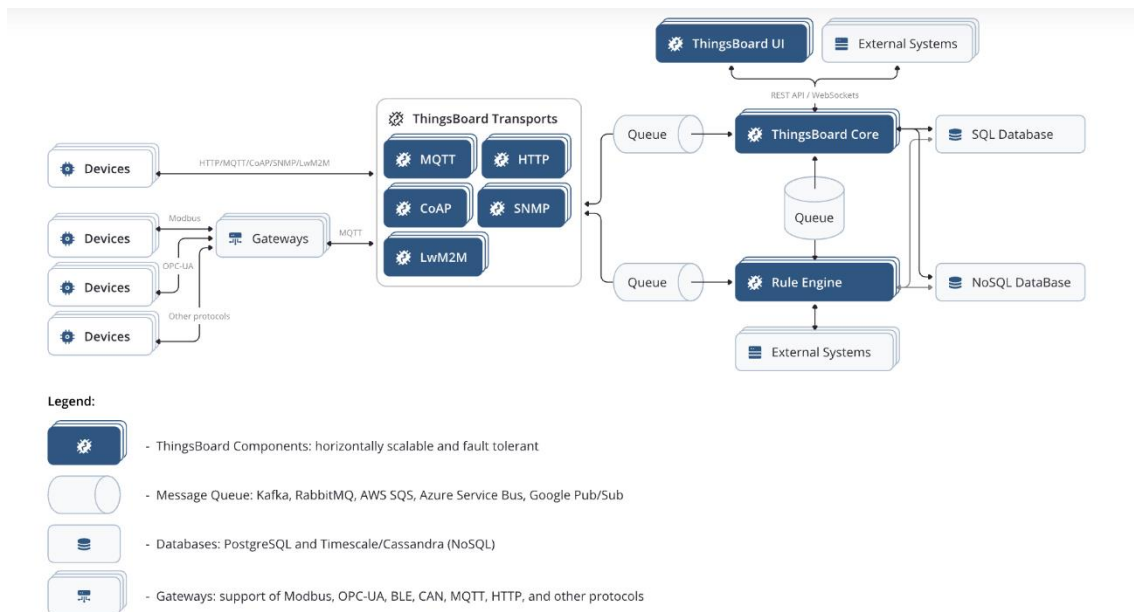 ThingsBoard UI
External Systems
REST API / WebSockets
ThingsBoard Transports
Queue
ThingsBoard Core
SQL Database
HTTP/MQTT/CoAP/SNMP/LwM2M
Devices
MQTT
HTTP
CoAP
SNMP
LwM2M
Queue
Modbus
Devices
Gateways
MQTT
OPC-UA
Devices
Other protocols
Devices
Queue
Rule Engine
NoSQL DataBase
External Systems
Legend:
- ThingsBoard Components: horizontally scalable and fault tolerant
- Message Queue: Kafka, RabbitMQ, AWS SQS, Azure Service Bus, Google Pub/Sub
- Databases: PostgreSQL and Timescale/Cassandra (NoSQL)
- Gateways: support of Modbus, OPC-UA, BLE, CAN, MQTT, HTTP, and other protocols